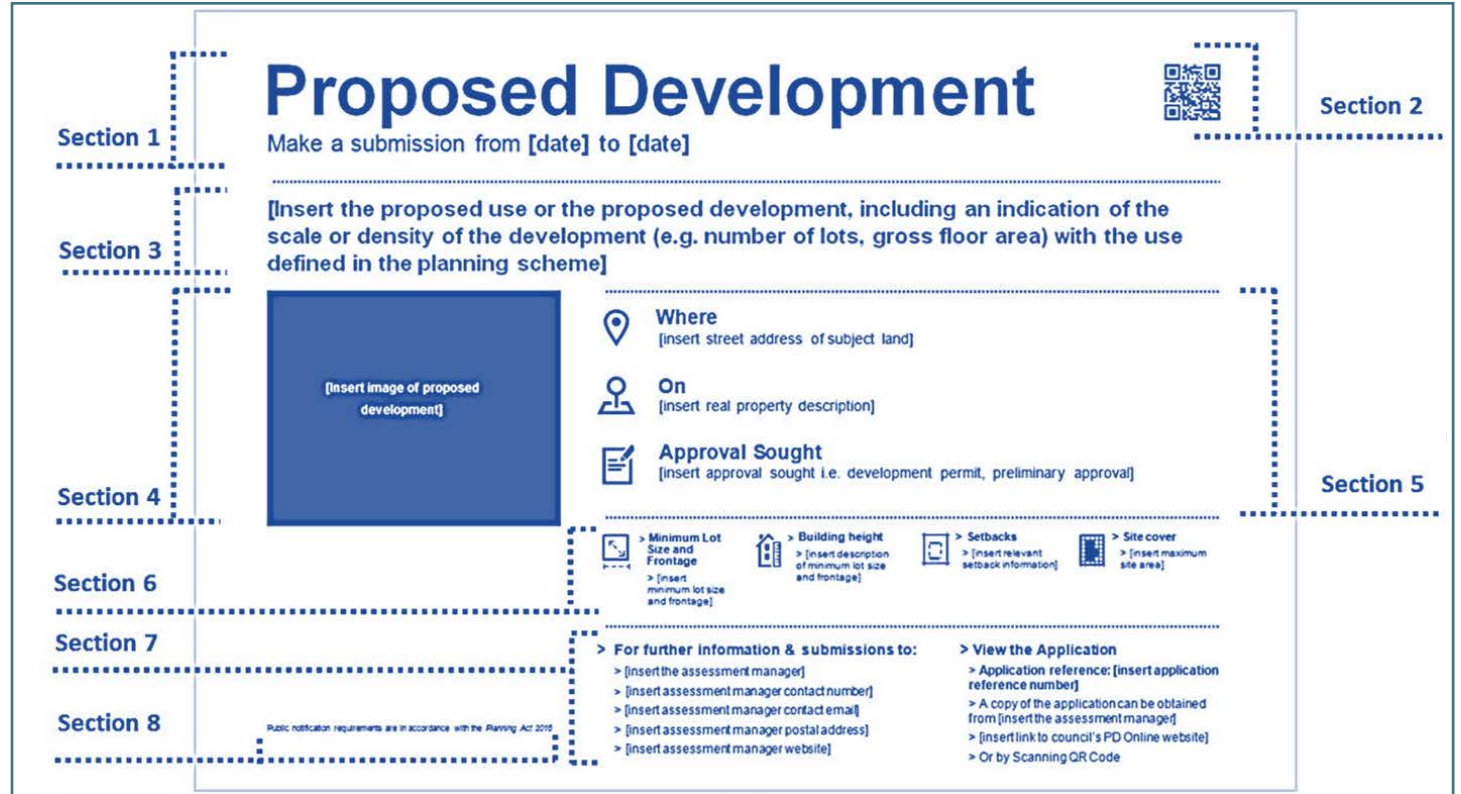 Proposed Development
Section 2
Section 1
Make a submission from [date] to [date]
Section 3
[Insert the proposed use or the proposed development, including an indication of the
scale or density of the development (e.g. number of lots, gross floor area) with the use
defined in the planning scheme]
Section 4
[Insert image of proposed
development]
Where
[insert street address of subject land]
On
[insert real property description]
Approval Sought
[insert approval sought i.e. development permit, preliminary approval]
Section 5
Section 6
> Minimum Lot
Size and
Frontage
> [insert
minimum lot size
and frontage]
> Building height
> [insert description
of minimum lot size
and frontage]
> Setbacks
> [insert relevant
setback information]
> Site cover
> [insert maximum
site area]
Section 7
> For further information & submissions to:
> [insert the assessment manager]
> [insert assessment manager contact number]
> [insert assessment manager contact email]
> [insert assessment manager postal address]
> [insert assessment manager website]
> View the Application
> Application reference: [insert application
reference number]
> A copy of the application can be obtained
from [insert the assessment manager]
> [insert link to council's PD Online website]
> Or by Scanning QR Code
Section 8
Public notification requirements are in accordance with the Planning Act 2016